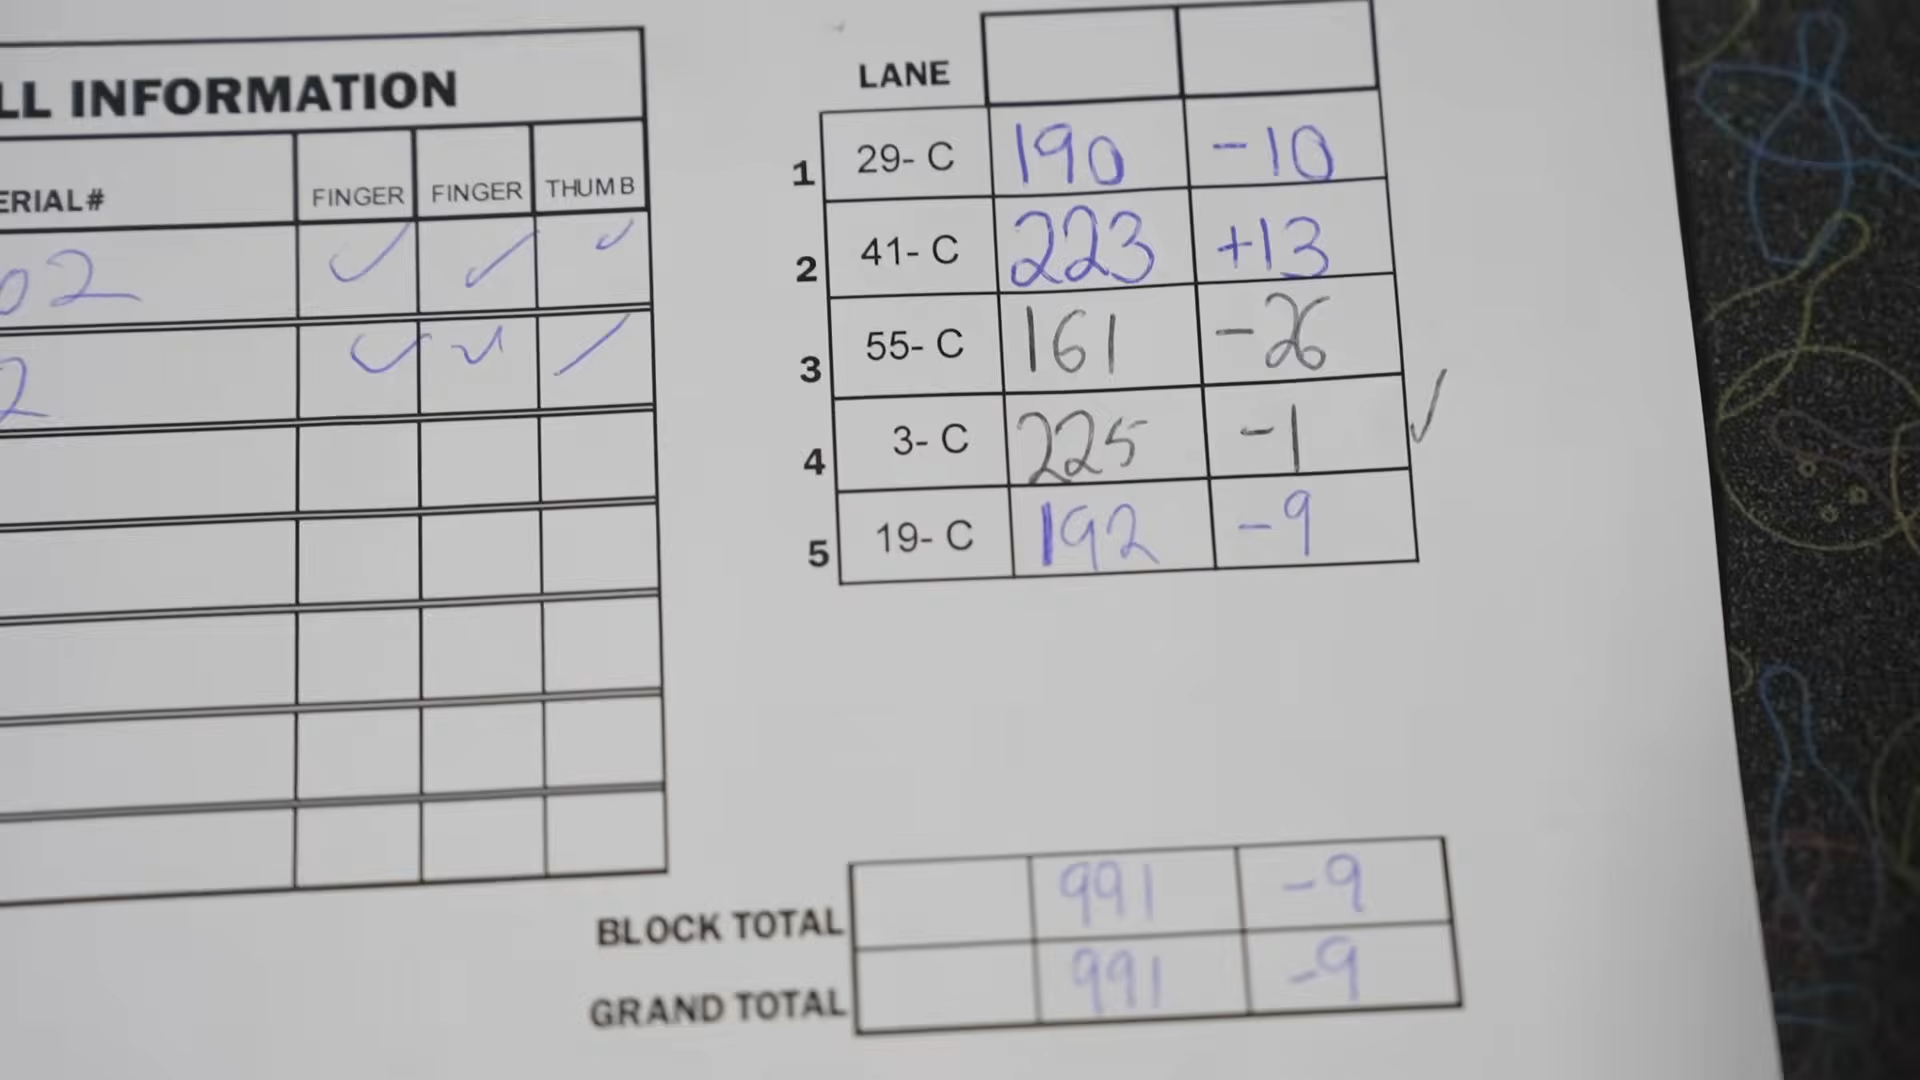 LL INFORMATION
ERIAL# FINGER FINGER THUMB
02
2
LANE
1 29- C 190 -10
2 41- C 223 +13
3 55- C 161 -26
4 3- C 225 -1
5 19- C 192 -9
BLOCK TOTAL 991 -9
GRAND TOTAL 991 -9